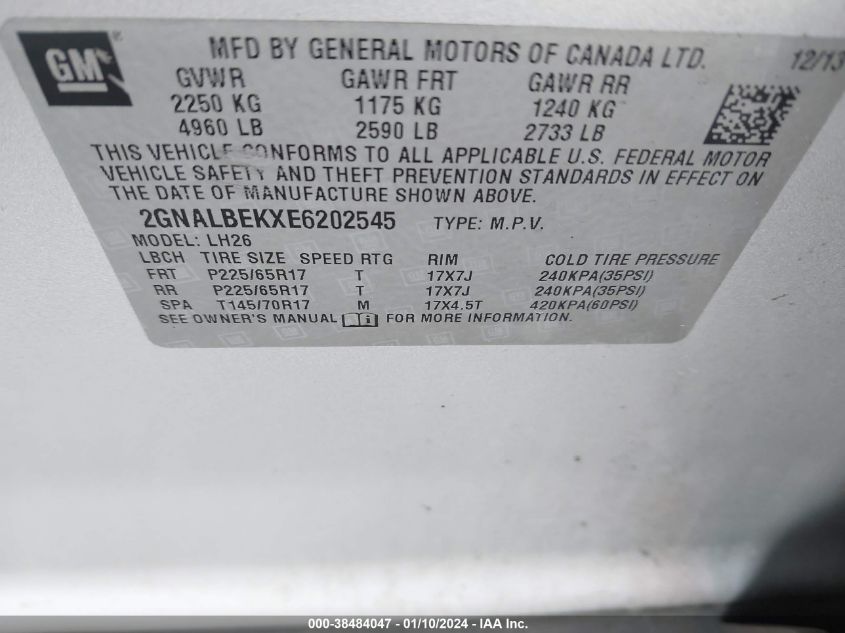 GM ®
MFD BY GENERAL MOTORS OF CANADA LTD. 12/13
GVWR GAWR FRT GAWR RR
2250 KG 1175 KG 1240 KG
4960 LB 2590 LB 2733 LB
THIS VEHICLE CONFORMS TO ALL APPLICABLE U.S. FEDERAL MOTOR
VEHICLE SAFETY AND THEFT PREVENTION STANDARDS IN EFFECT ON
THE DATE OF MANUFACTURE SHOWN ABOVE.
2GNALBEKXE6202545 TYPE: M.P.V.
MODEL: LH26
LBCH TIRE SIZE SPEED RTG RIM COLD TIRE PRESSURE
FRT P225/65R17 T 17X7J 240KPA(35PSI)
RR P225/65R17 T 17X7J 240KPA(35PSI)
SPA T145/70R17 M 17X4.5T 420KPA(60PSI)
SEE OWNER'S MANUAL i FOR MORE INFORMATION.
000-38484047 - 01/10/2024 - IAA Inc.